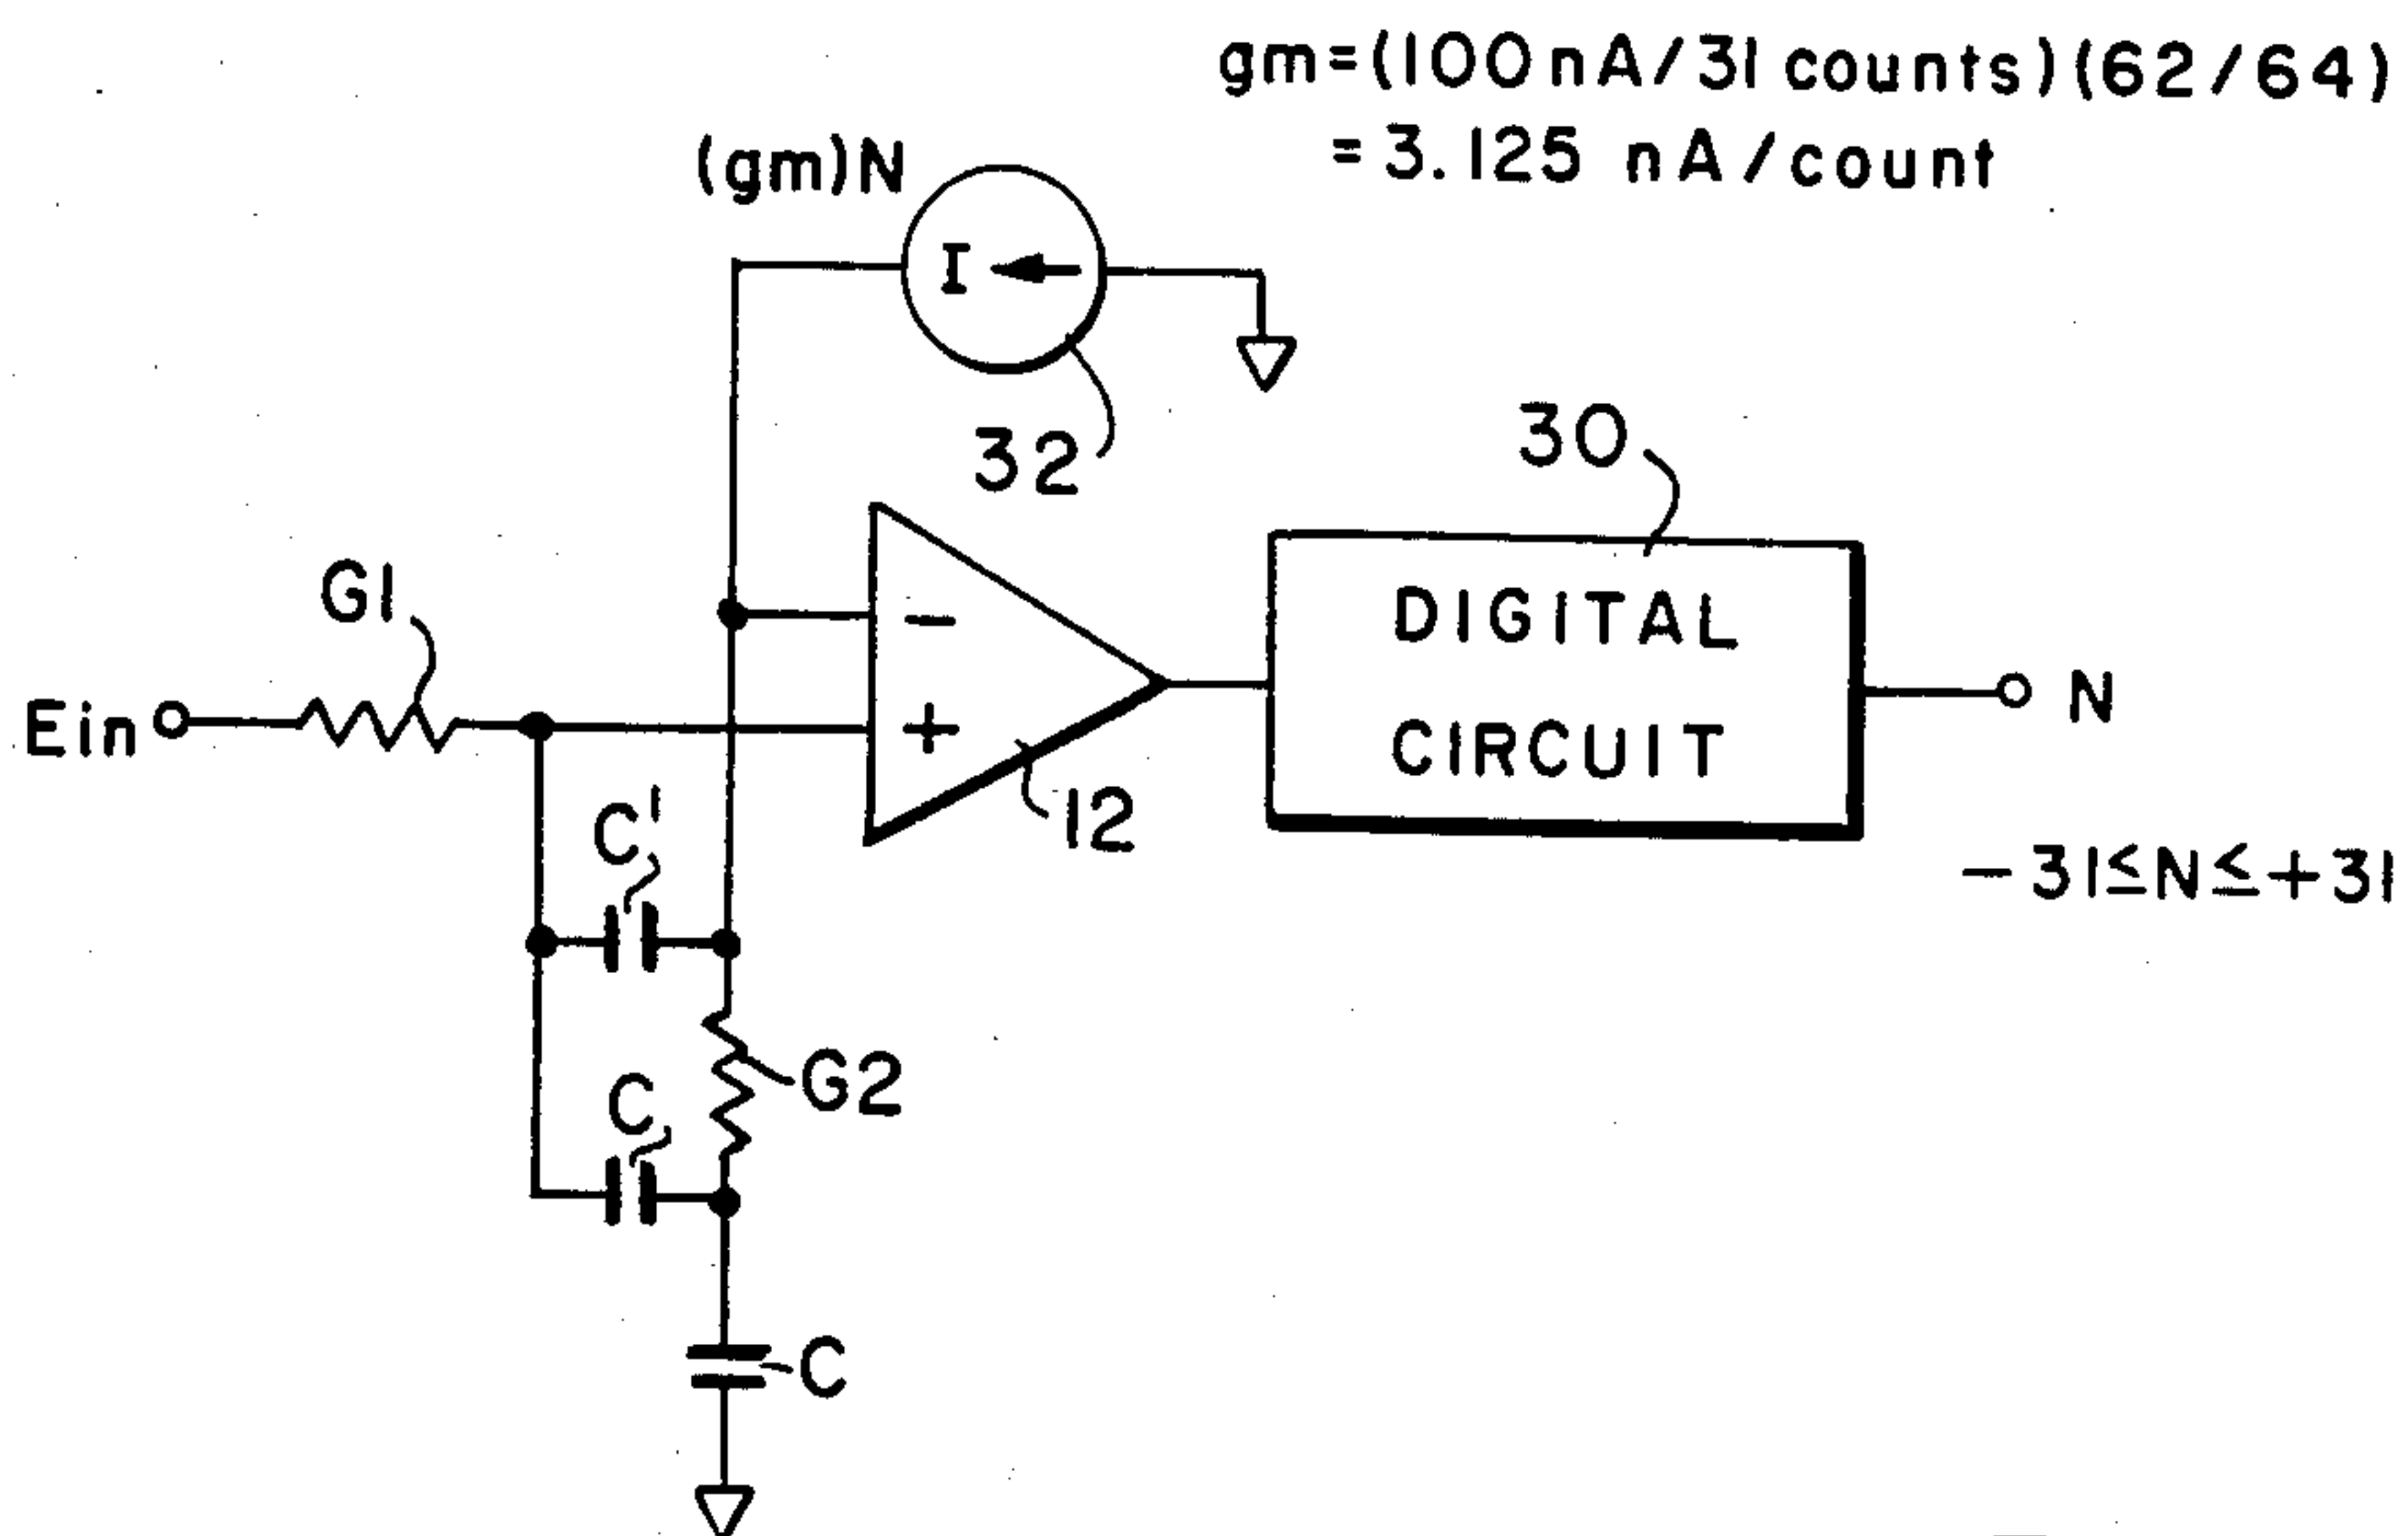 gm=(100nA/31 counts)(62/64)
= 3.125 nA/count
(gm)N
I
32
30
G1
Ein
−
+
DIGITAL
CIRCUIT
N
12
C'
−31≤N≤+31
G2
C
C